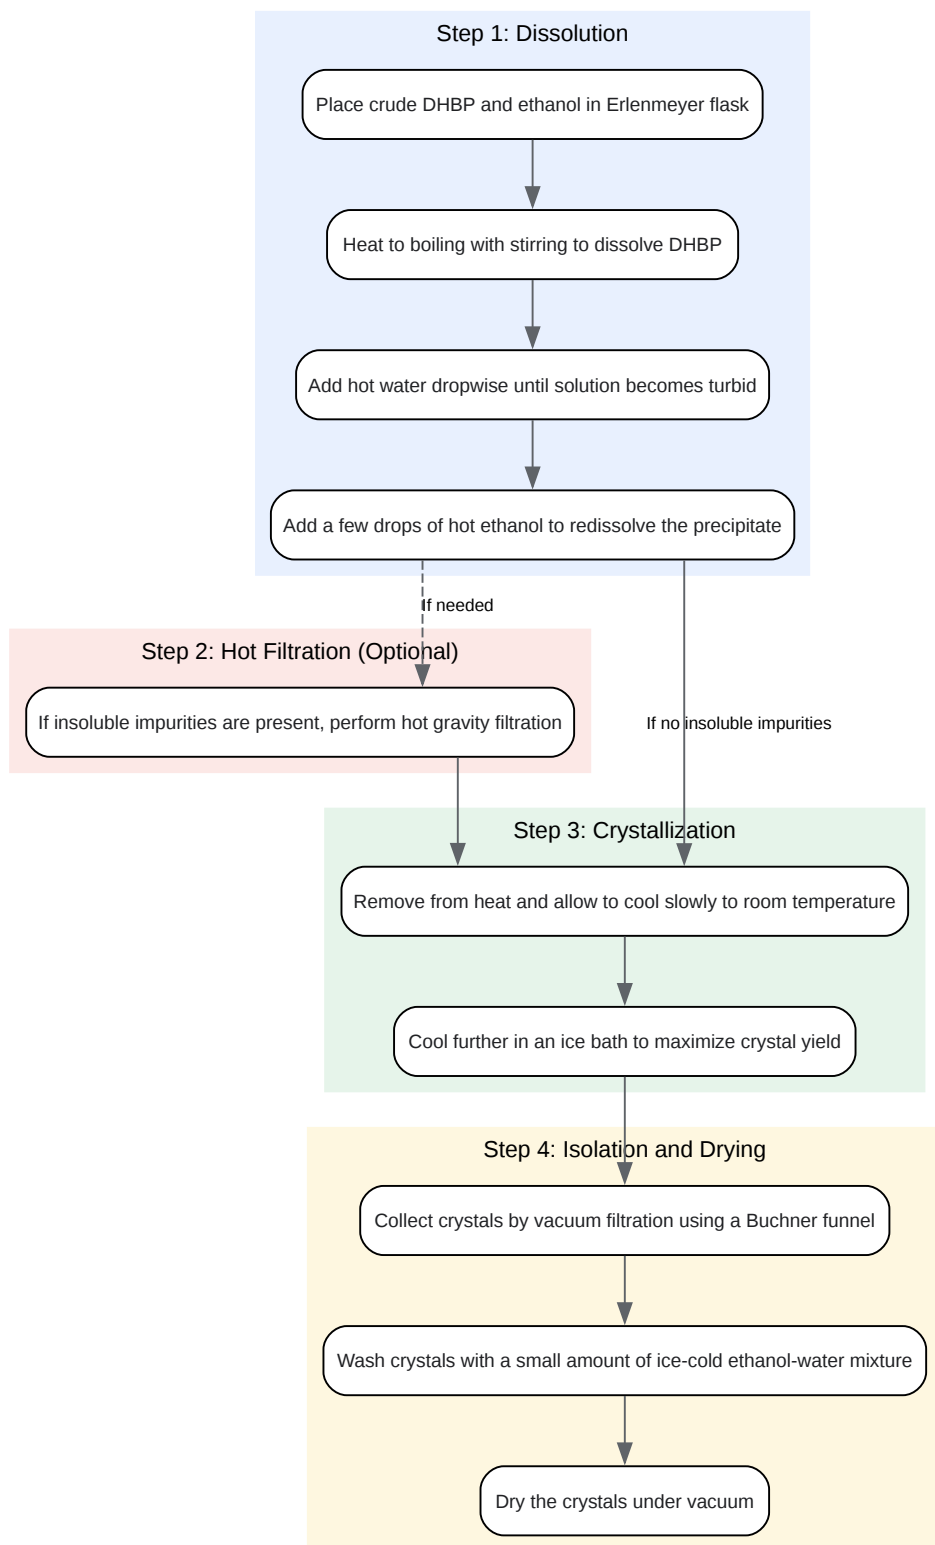 Step 1: Dissolution
Place crude DHBP and ethanol in Erlenmeyer flask
Heat to boiling with stirring to dissolve DHBP
Add hot water dropwise until solution becomes turbid
Add a few drops of hot ethanol to redissolve the precipitate
If needed
Step 2: Hot Filtration (Optional)
If insoluble impurities are present, perform hot gravity filtration
If no insoluble impurities
Step 3: Crystallization
Remove from heat and allow to cool slowly to room temperature
Cool further in an ice bath to maximize crystal yield
Step 4: Isolation and Drying
Collect crystals by vacuum filtration using a Buchner funnel
Wash crystals with a small amount of ice-cold ethanol-water mixture
Dry the crystals under vacuum